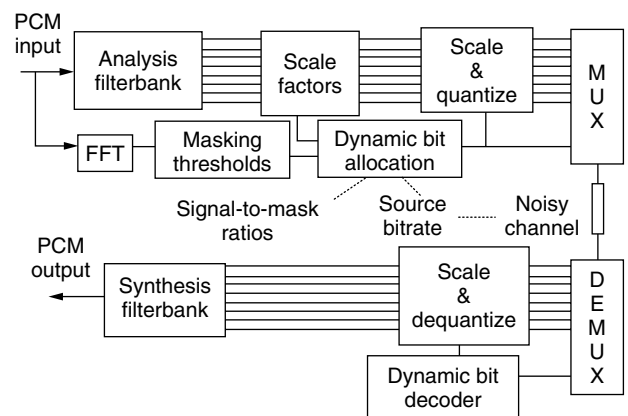 PCM
input
Analysis
filterbank
Scale
factors
Scale
&
quantize
M
U
X
FFT
Masking
thresholds
Dynamic bit
allocation
Signal-to-mask
ratios
Source
bitrate
Noisy
channel
PCM
output
Synthesis
filterbank
Scale
&
dequantize
D
E
M
U
X
Dynamic bit
decoder